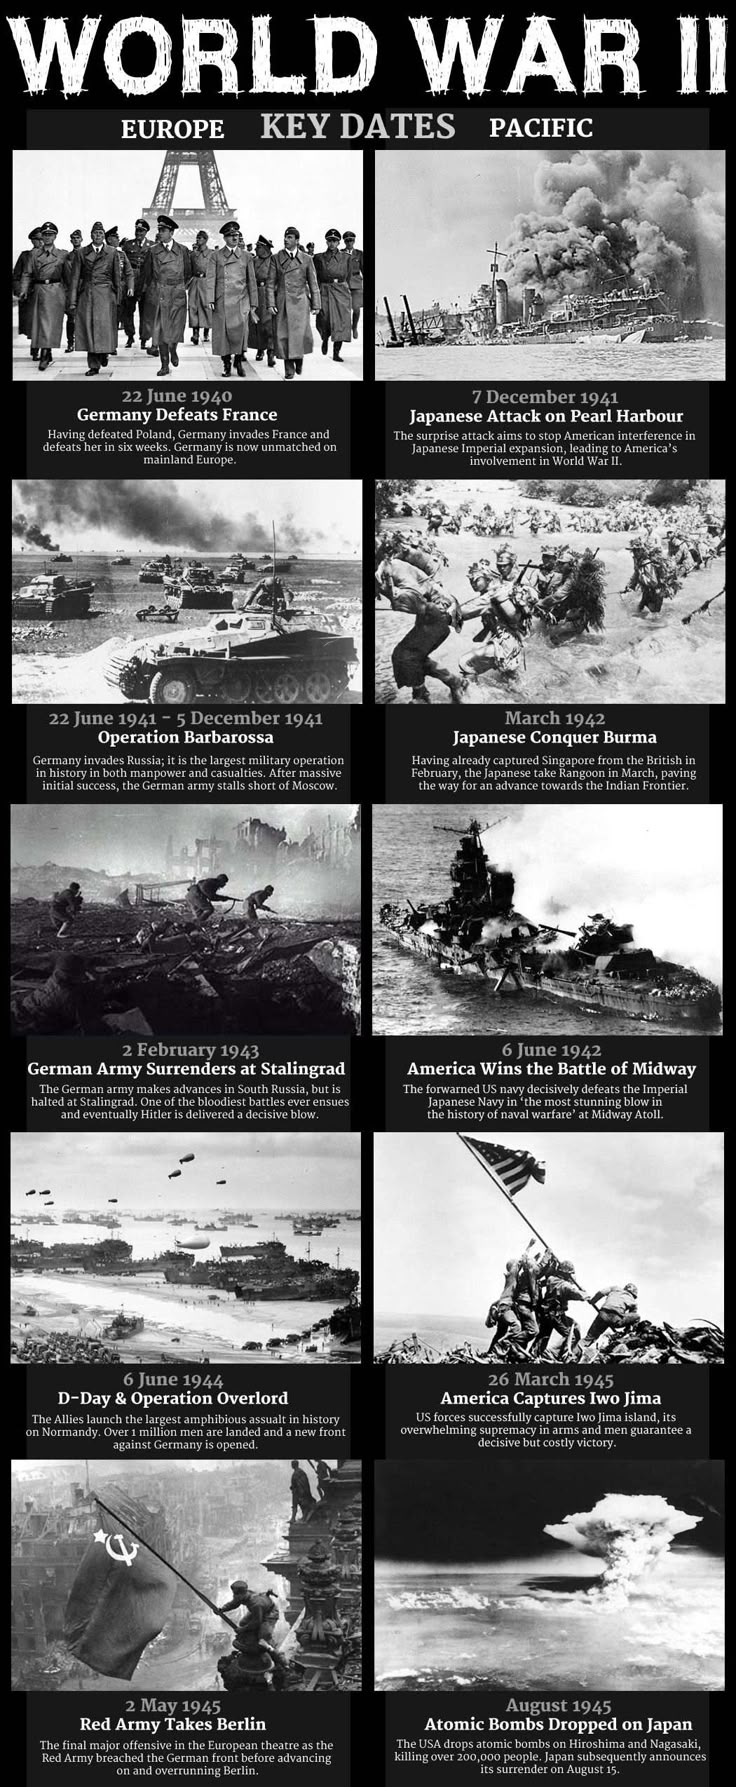 WORLD WAR II
EUROPE KEY DATES PACIFIC
22 June 1940
Germany Defeats France
Having defeated Poland, Germany invades France and
defeats her in six weeks. Germany is now unmatched on
mainland Europe.
7 December 1941
Japanese Attack on Pearl Harbour
The surprise attack aims to stop American interference in
Japanese Imperial expansion, leading to America's
involvement in World War II.
22 June 1941 - 5 December 1941
Operation Barbarossa
Germany invades Russia; it is the largest military operation
in history in both manpower and casualties. After massive
initial success, the German army stalls short of Moscow.
March 1942
Japanese Conquer Burma
Having already captured Singapore from the British in
February, the Japanese take Rangoon in March, paving
the way for an advance towards the Indian Frontier.
2 February 1943
German Army Surrenders at Stalingrad
The German army makes advances in South Russia, but is
halted at Stalingrad. One of the bloodiest battles ever ensues
and eventually Hitler is delivered a decisive blow.
6 June 1942
America Wins the Battle of Midway
The forwarned US navy decisively defeats the Imperial
Japanese Navy in 'the most stunning blow in
the history of naval warfare' at Midway Atoll.
6 June 1944
D-Day & Operation Overlord
The Allies launch the largest amphibious assualt in history
on Normandy. Over 1 million men are landed and a new front
against Germany is opened.
26 March 1945
America Captures Iwo Jima
US forces successfully capture Iwo Jima island, its
overwhelming supremacy in arms and men guarantee a
decisive but costly victory.
2 May 1945
Red Army Takes Berlin
The final major offensive in the European theatre as the
Red Army breached the German front before advancing
on and overrunning Berlin.
August 1945
Atomic Bombs Dropped on Japan
The USA drops atomic bombs on Hiroshima and Nagasaki,
killing over 200,000 people. Japan subsequently announces
its surrender on August 15.